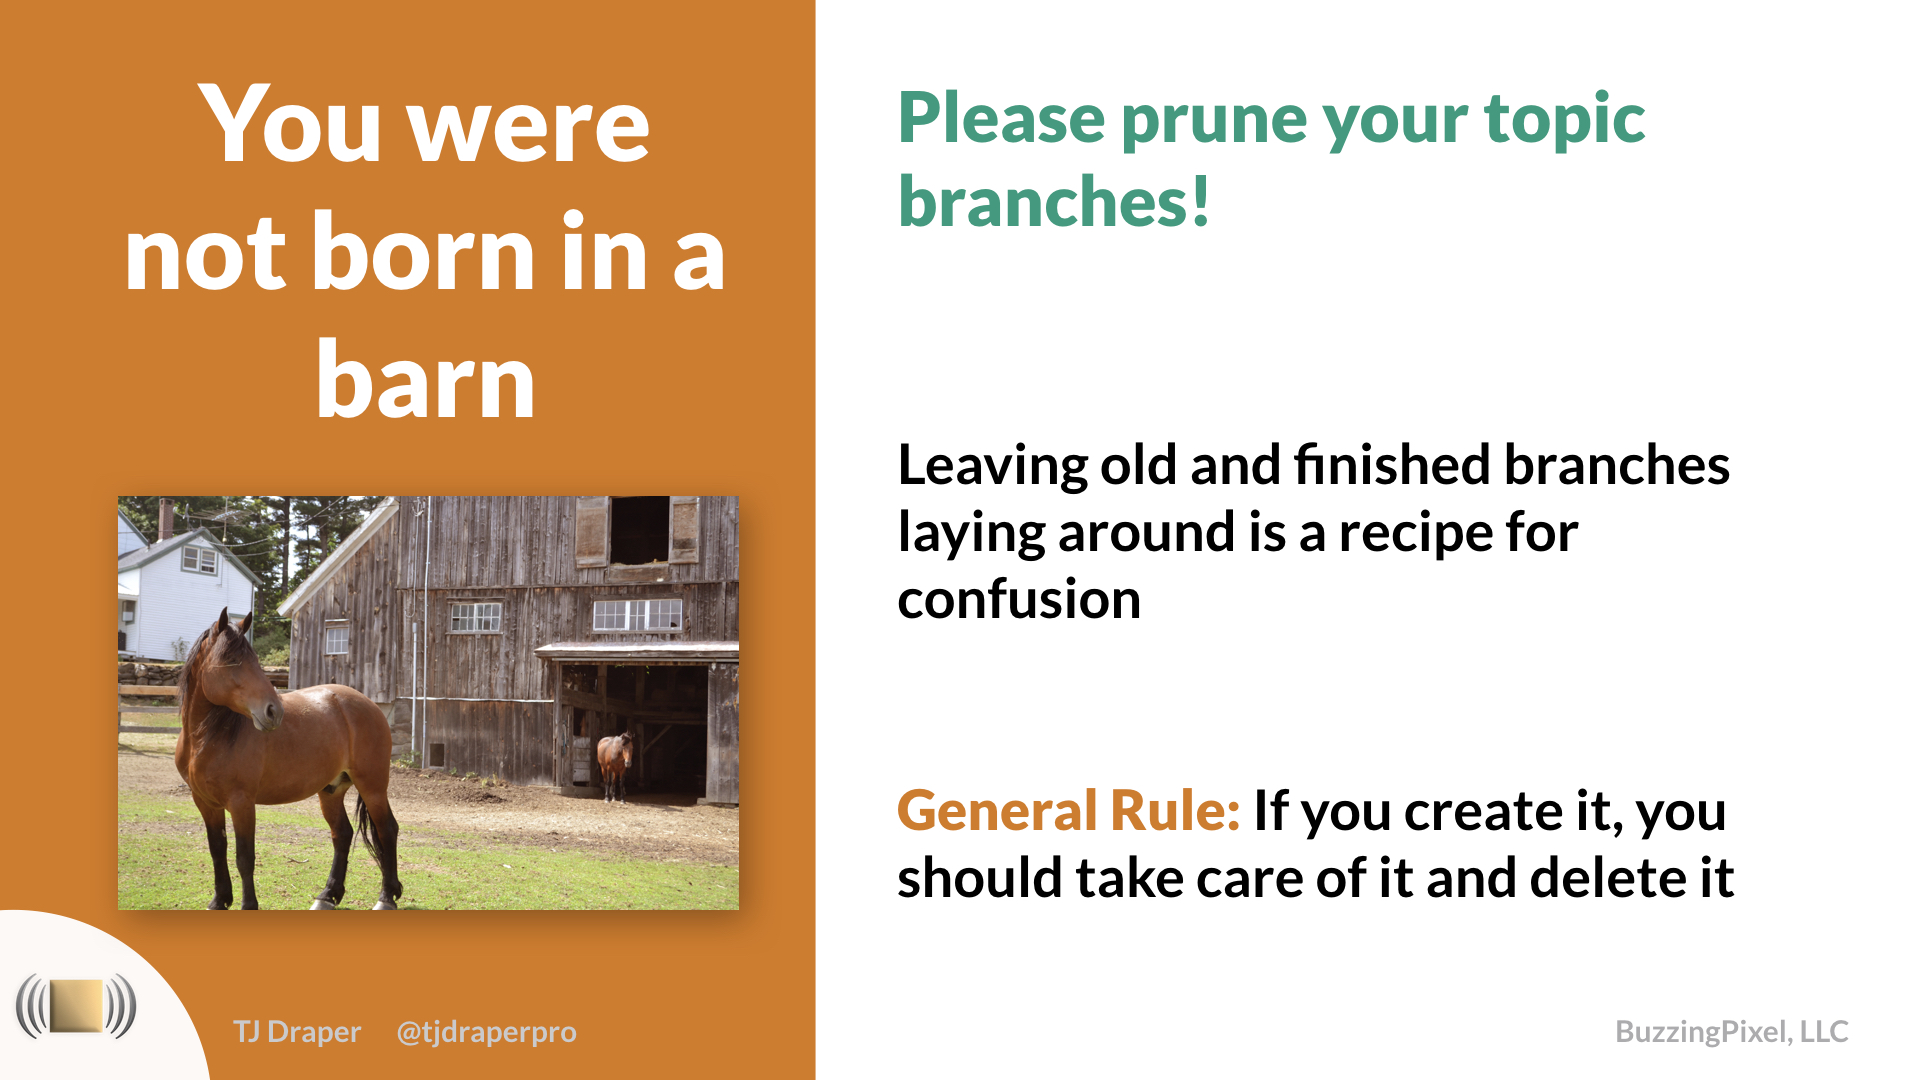 You were
not born in a
barn
Please prune your topic
branches!
Leaving old and finished branches
laying around is a recipe for
confusion
General Rule: If you create it, you
should take care of it and delete it
TJ Draper @tjdraperpro
BuzzingPixel, LLC